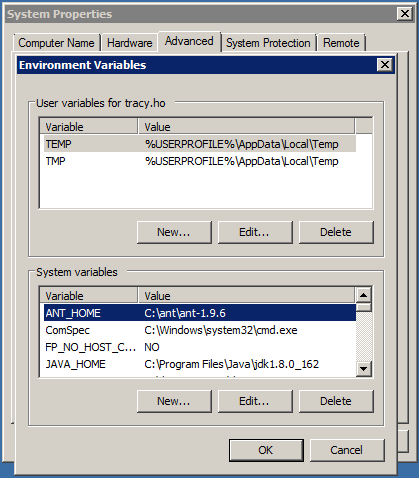 System Properties
Computer Name Hardware Advanced System Protection Remote
Environment Variables
User variables for tracy.ho
Variable Value
TEMP %USERPROFILE%\AppData\Local\Temp
TMP %USERPROFILE%\AppData\Local\Temp
New... Edit... Delete
System variables
Variable Value
ANT_HOME C:\ant\ant-1.9.6
ComSpec C:\Windows\system32\cmd.exe
FP_NO_HOST_C... NO
JAVA_HOME C:\Program Files\Java\jdk1.8.0_162
New... Edit... Delete
OK Cancel